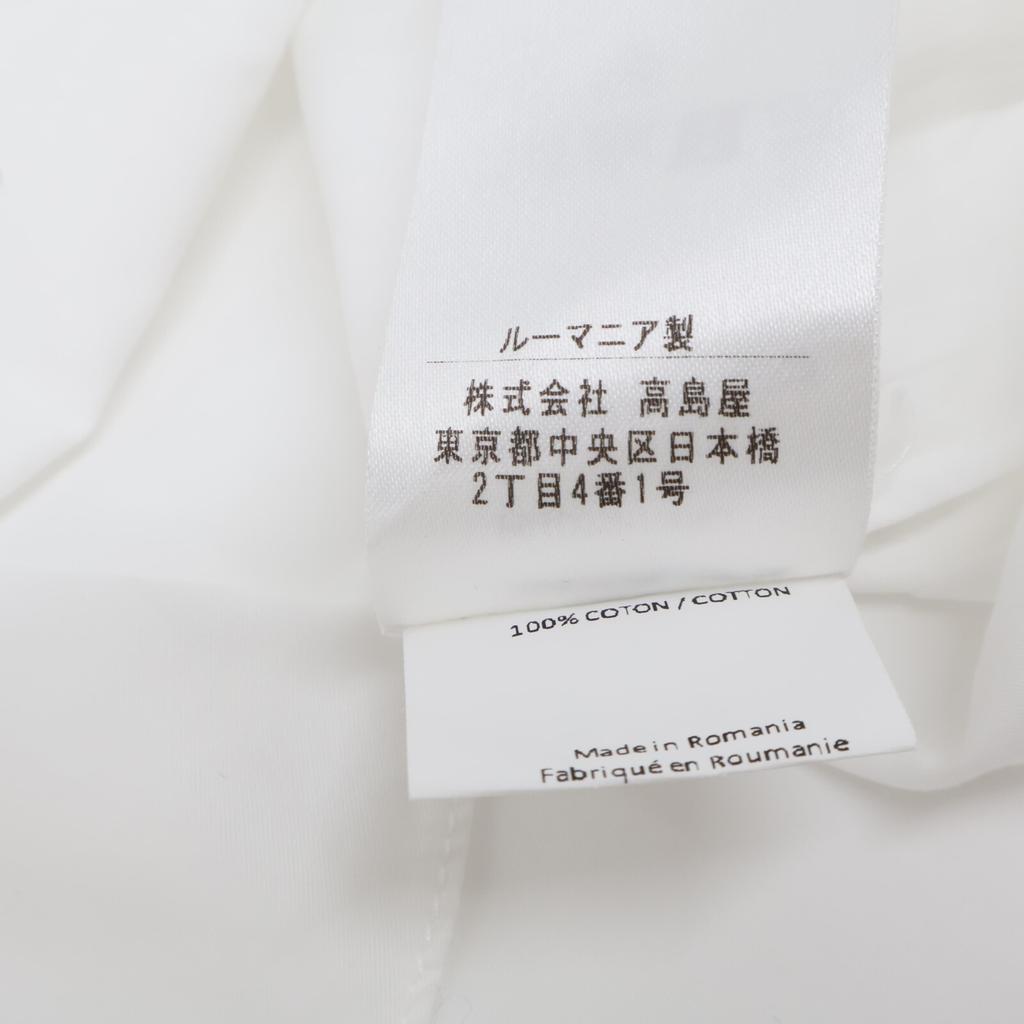 ルーマニア製
株式会社 高島屋
東京都中央区日本橋
2丁目4番1号
100% COTON / COTTON
Made in Romania
Fabriqué en Roumanie